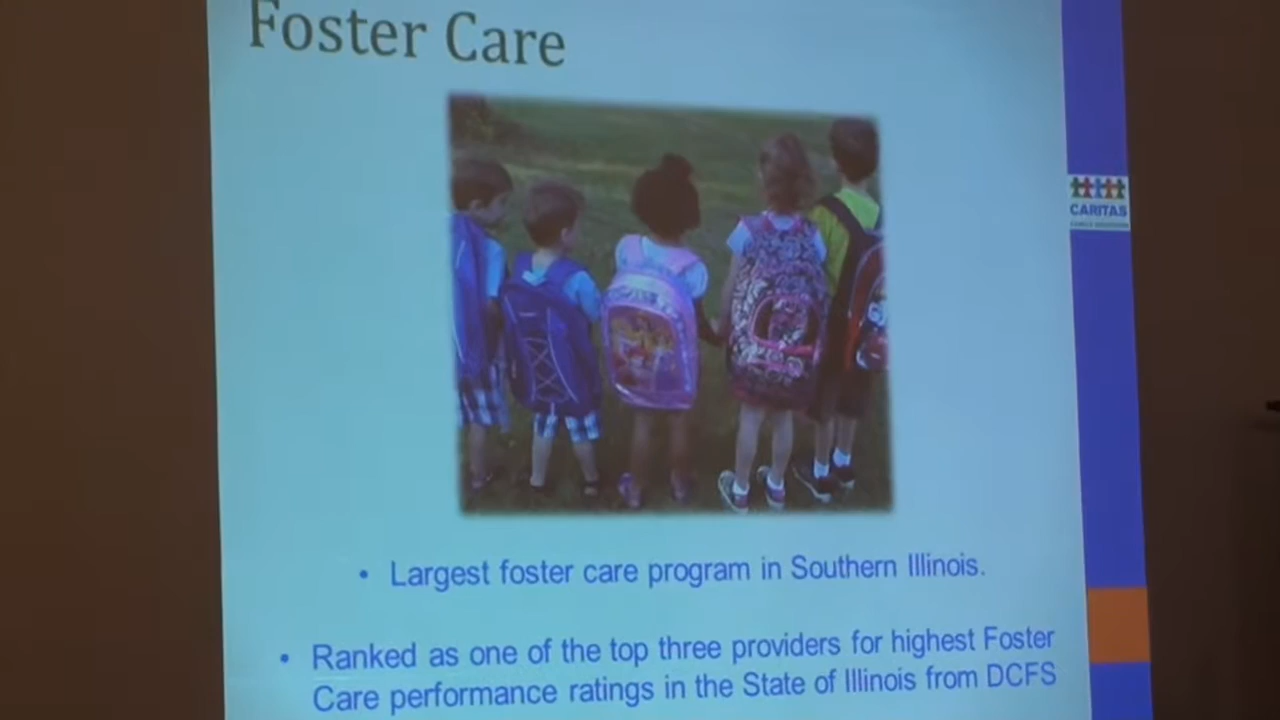 Foster Care
CARITAS
• Largest foster care program in Southern Illinois.
• Ranked as one of the top three providers for highest Foster
Care performance ratings in the State of Illinois from DCFS